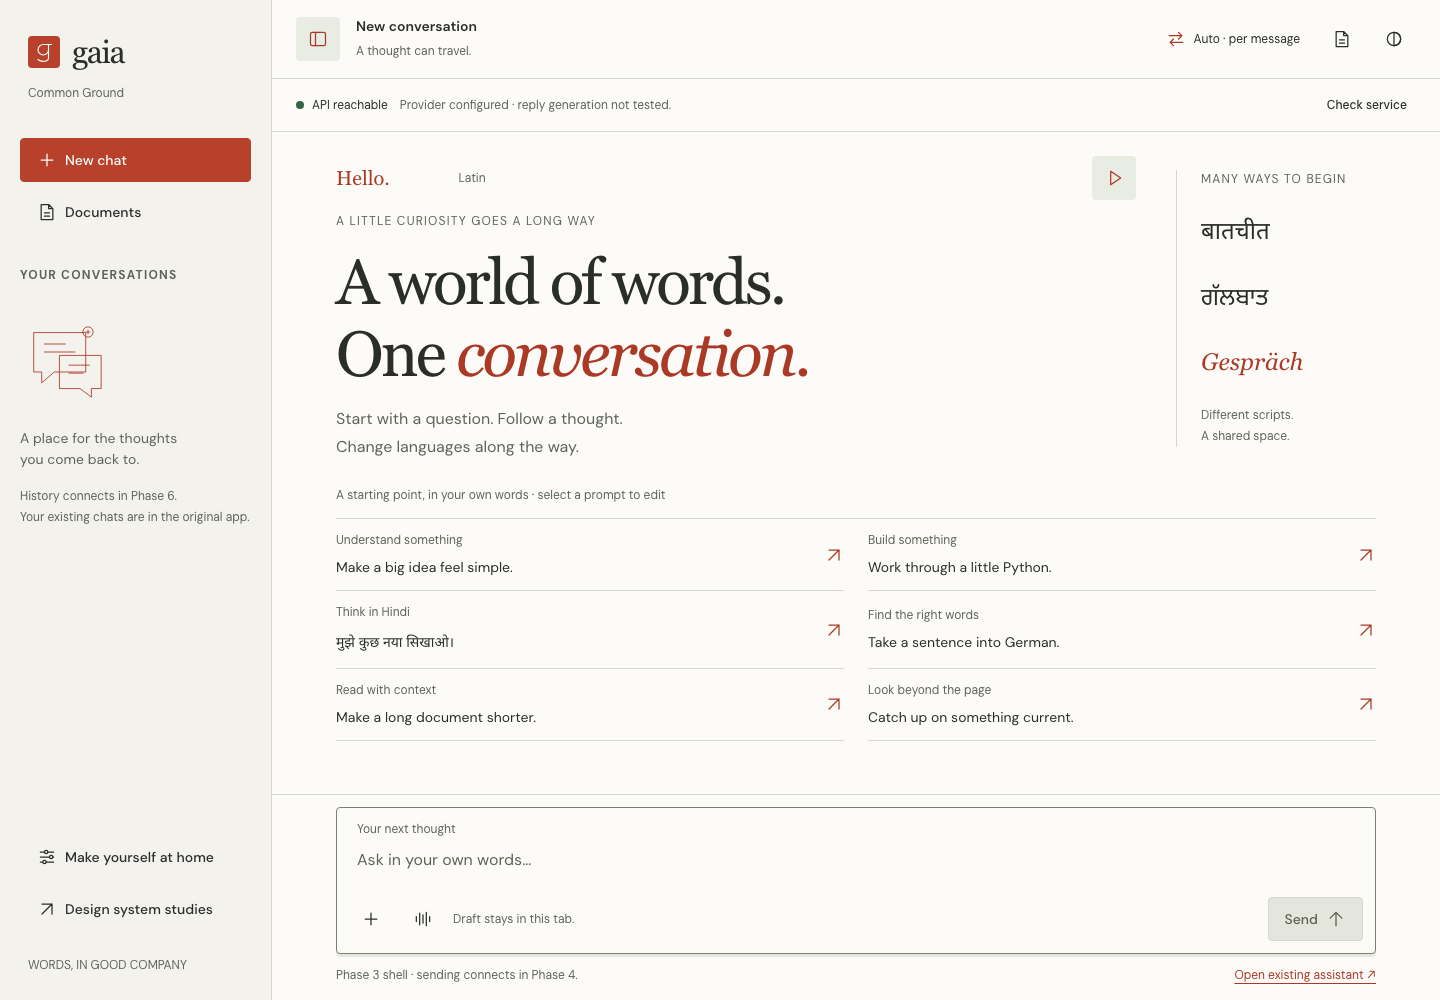 g gaia
Common Ground
New chat
Documents
YOUR CONVERSATIONS
A place for the thoughts
you come back to.
History connects in Phase 6.
Your existing chats are in the original app.
Make yourself at home
Design system studies
WORDS, IN GOOD COMPANY
New conversation
A thought can travel.
Auto · per message
API reachable
Provider configured · reply generation not tested.
Check service
Hello.
Latin
A LITTLE CURIOSITY GOES A LONG WAY
A world of words.
One conversation.
Start with a question. Follow a thought.
Change languages along the way.
MANY WAYS TO BEGIN
बातचीत
ਗੱਲਬਾਤ
Gespräch
Different scripts.
A shared space.
A starting point, in your own words · select a prompt to edit
Understand something
Make a big idea feel simple.
Build something
Work through a little Python.
Think in Hindi
मुझे कुछ नया सिखाओ।
Find the right words
Take a sentence into German.
Read with context
Make a long document shorter.
Look beyond the page
Catch up on something current.
Your next thought
Ask in your own words...
Draft stays in this tab.
Send
Phase 3 shell · sending connects in Phase 4.
Open existing assistant ↗